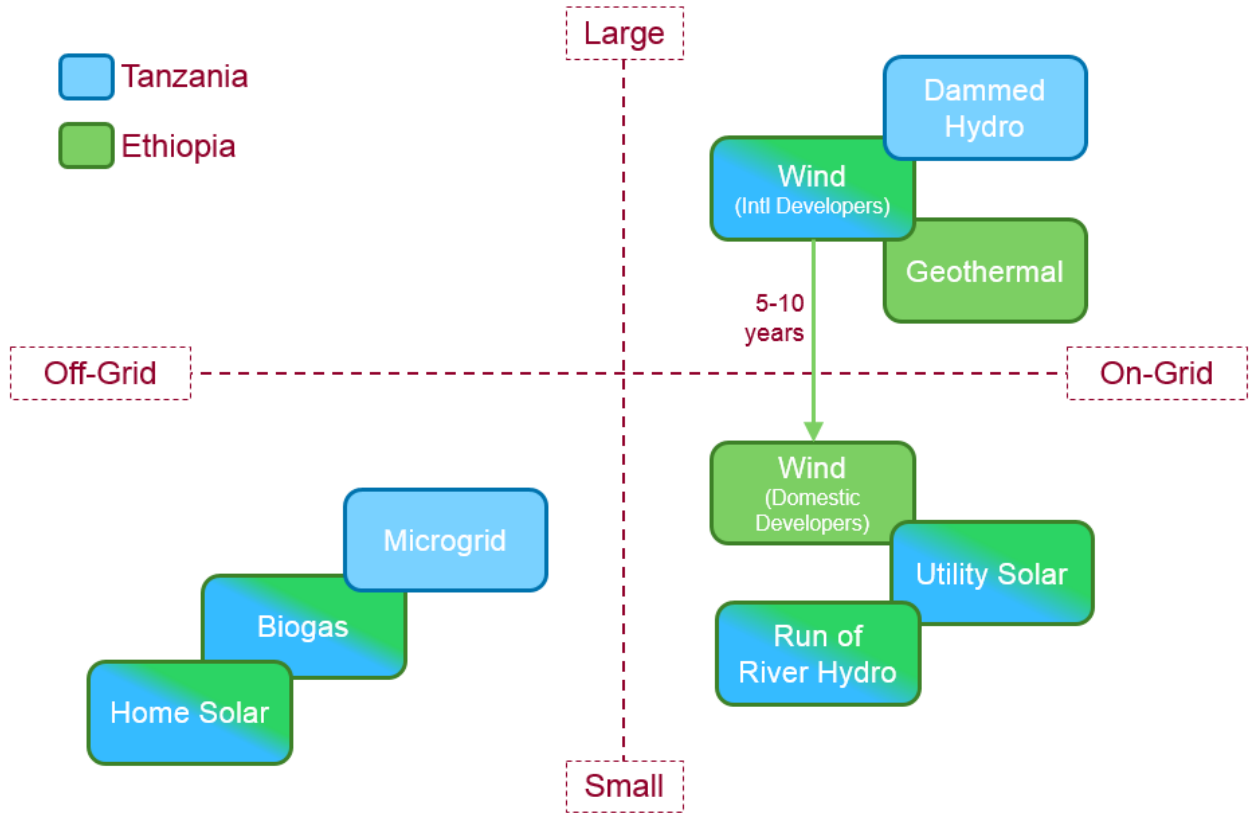 Large
Tanzania
Ethiopia
Dammed
Hydro
Wind
(Intl Developers)
Geothermal
5-10
years
Off-Grid
On-Grid
Wind
(Domestic
Developers)
Microgrid
Utility Solar
Biogas
Run of
River Hydro
Home Solar
Small